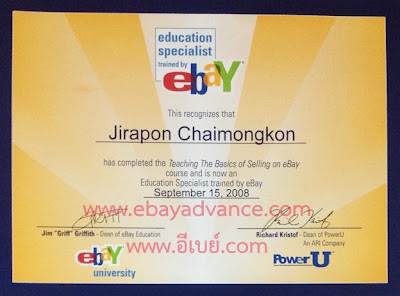 education
specialist
trained by
ebaY
This recognizes that
Jirapon Chaimongkon
has completed the Teaching The Basics of Selling on eBay
course and is now an
Education Specialist trained by eBay
September 15, 2008
www.ebayadvance.com
Jim "Griff" Griffith - Dean of eBay Education
Richard Kristof - Dean of PowerU
An ARI Company
www.อีเบย์.com
ebaY
university
PowerU